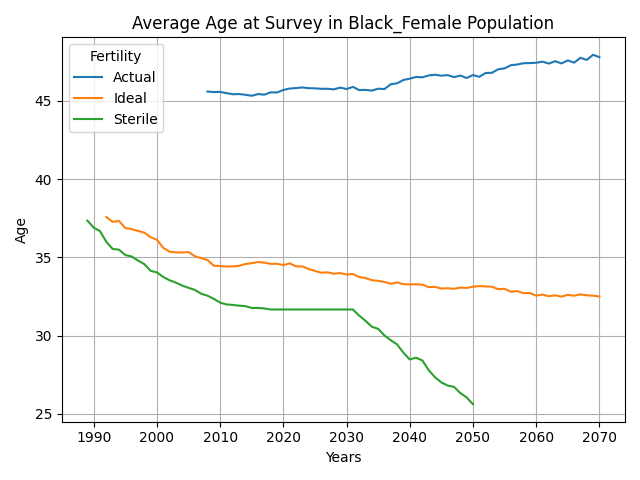 Average Age at Survey in Black_Female Population
Fertility
Actual
Ideal
Sterile
45
40
35
30
25
Age
1990 2000 2010 2020 2030 2040 2050 2060 2070
Years